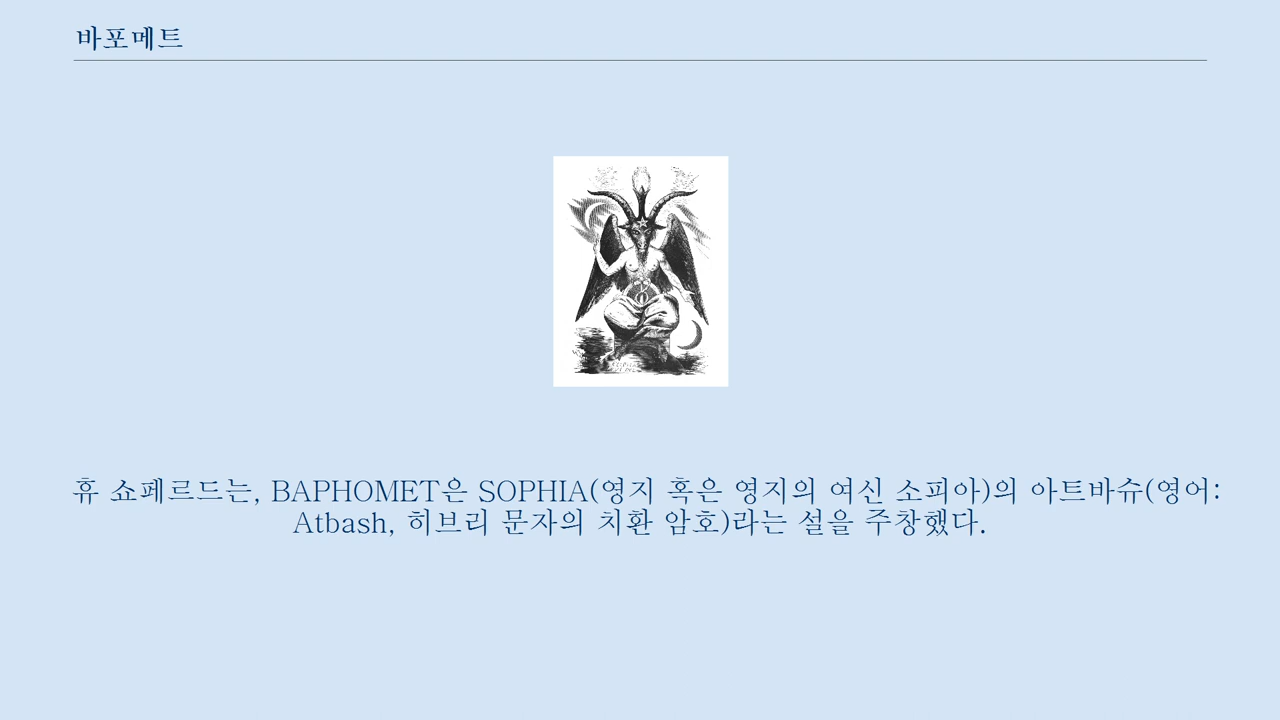 바포메트
휴 쇼페르드는, BAPHOMET은 SOPHIA(영지 혹은 영지의 여신 소피아)의 아트바슈(영어:
Atbash, 히브리 문자의 치환 암호)라는 설을 주창했다.